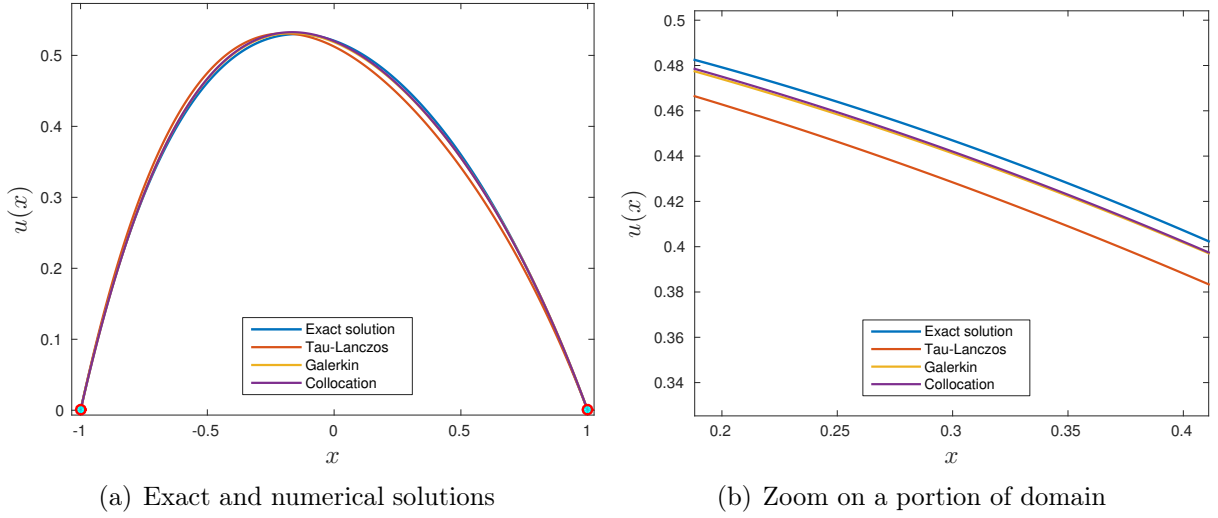 0.5
0.4
0.3
0.2
0.1
0
u(x)
Exact solution
Tau-Lanczos
Galerkin
Collocation
-1
-0.5
0
0.5
1
x
(a) Exact and numerical solutions
0.5
0.48
0.46
0.44
0.42
0.4
0.38
0.36
0.34
u(x)
Exact solution
Tau-Lanczos
Galerkin
Collocation
0.2
0.25
0.3
0.35
0.4
x
(b) Zoom on a portion of domain